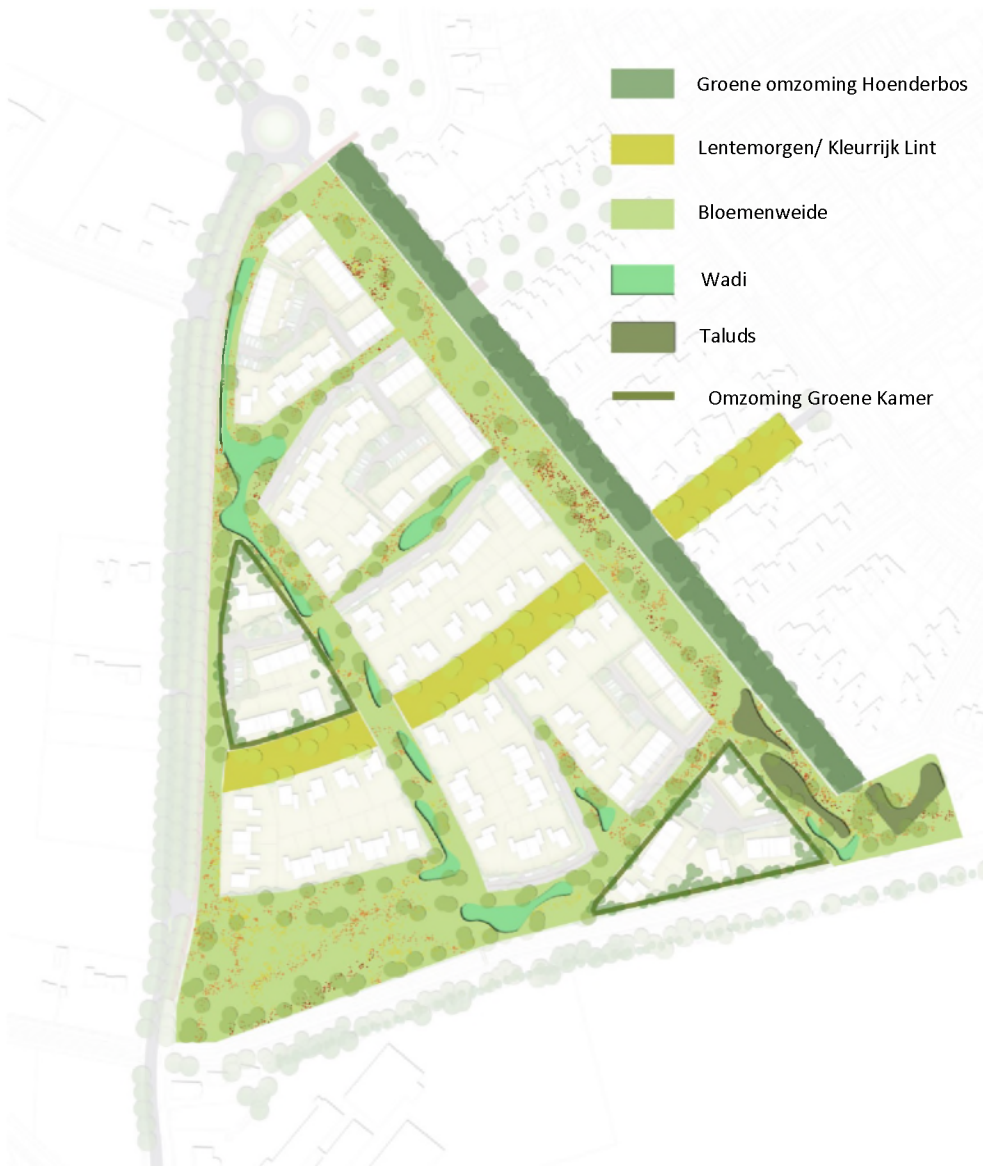 Groene omzoming Hoenderbos
Lentemorgen/ Kleurrijk Lint
Bloemenweide
Wadi
Taluds
Omzoming Groene Kamer